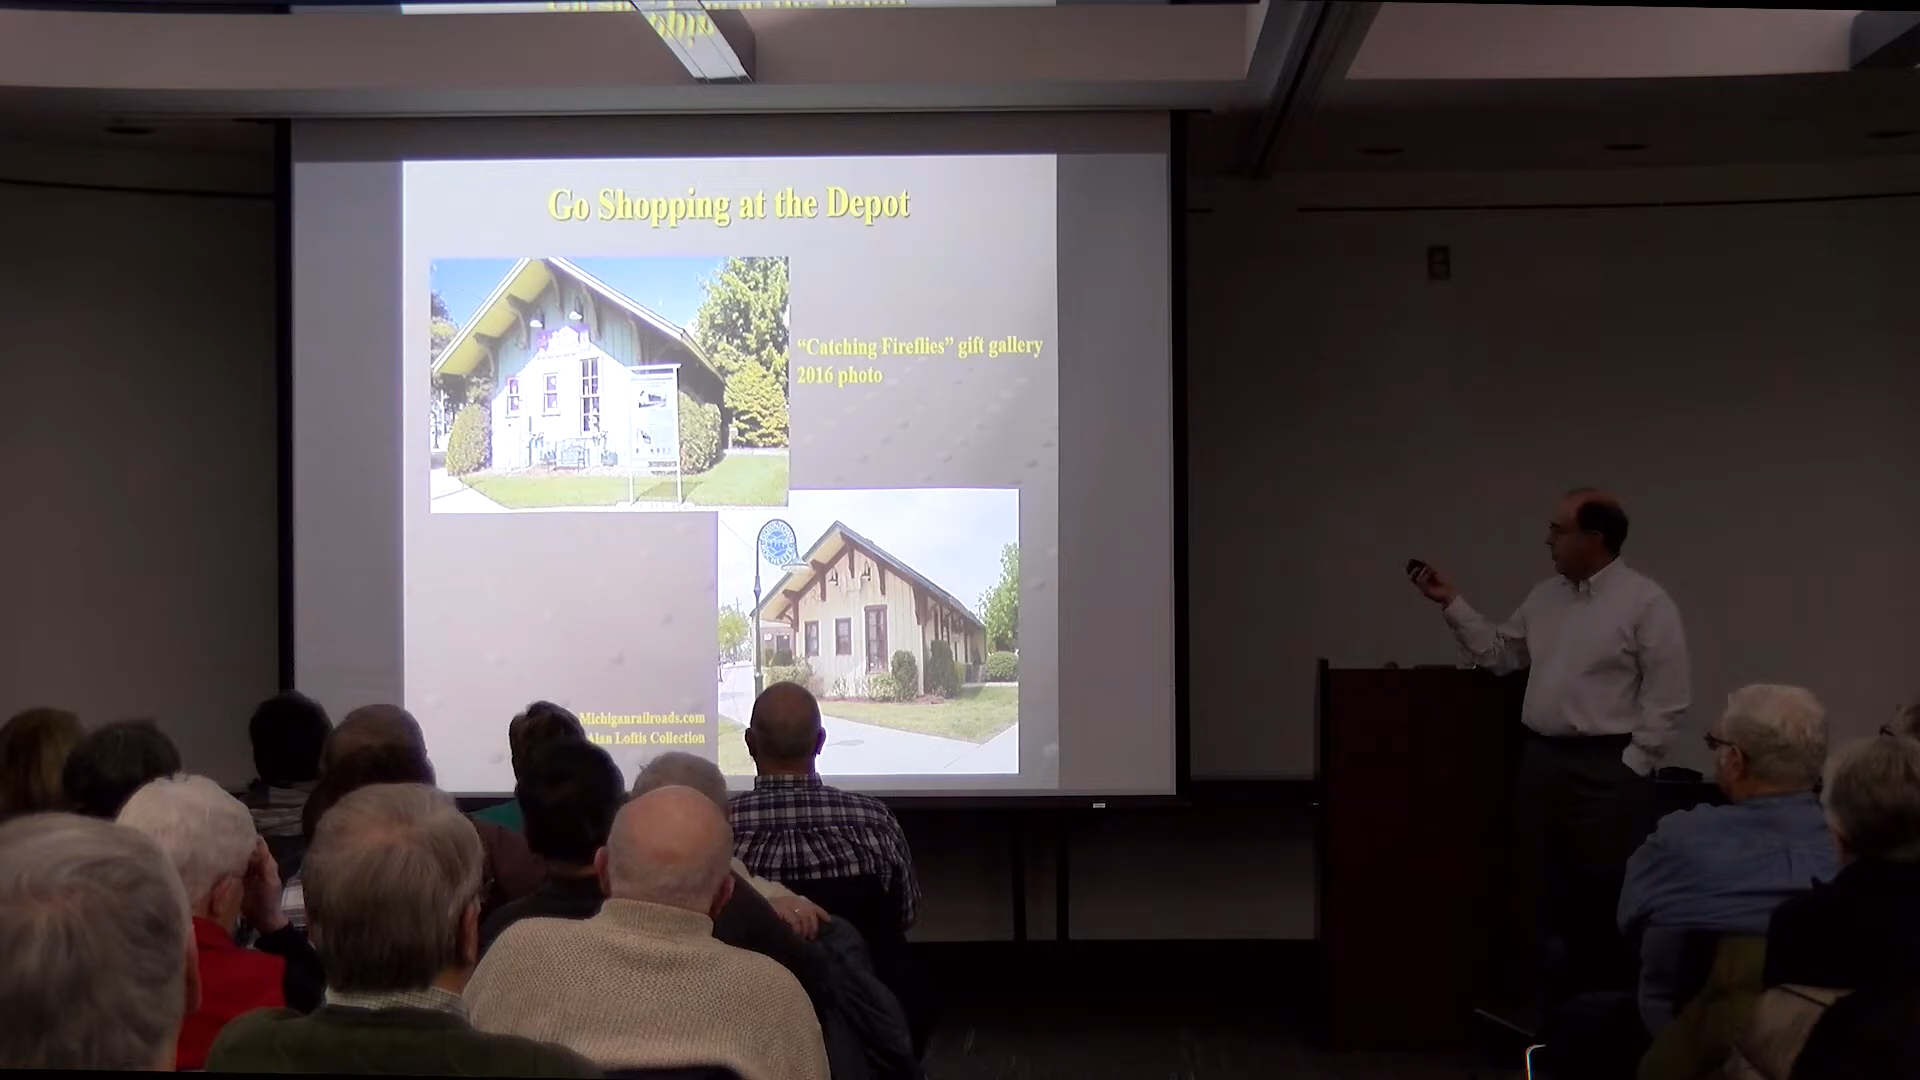 Go Shopping at the Depot
“Catching Fireflies” gift gallery
2016 photo
Michiganrailroads.com
Alan Loftis Collection